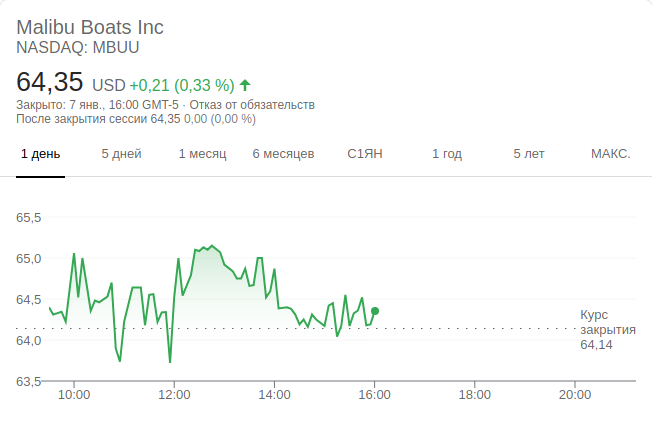 Malibu Boats Inc
NASDAQ: MBUU
64,35 USD +0,21 (0,33 %)
Закрыто: 7 янв., 16:00 GMT-5 · Отказ от обязательств
После закрытия сессии 64,35 0,00 (0,00 %)
1 день 5 дней 1 месяц 6 месяцев С1ЯН 1 год 5 лет МАКС.
65,5
65,0
64,5
64,0
63,5
Курс
закрытия
64,14
10:00 12:00 14:00 16:00 18:00 20:00